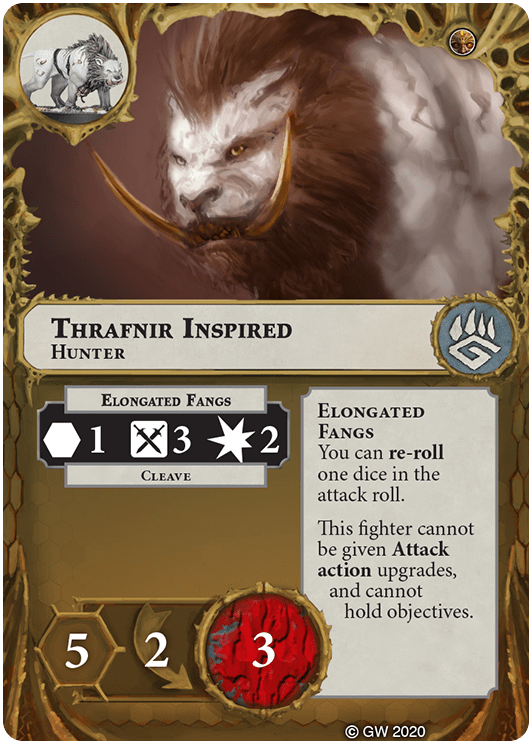 THRAFNIR INSPIRED
HUNTER
ELONGATED FANGS
1 3 2
CLEAVE
ELONGATED
FANGS
You can re-roll
one dice in the
attack roll.
This fighter cannot
be given Attack
action upgrades,
and cannot
hold objectives.
5 2 3
© GW 2020